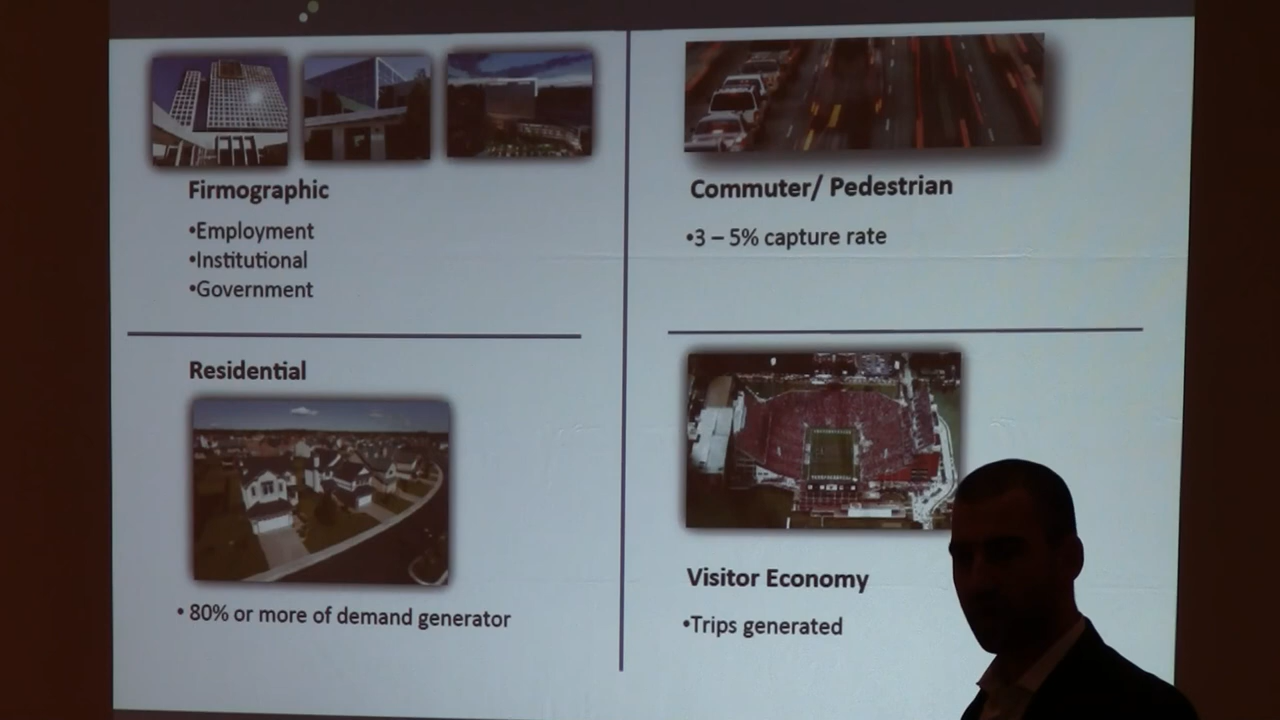 Firmographic
•Employment
•Institutional
•Government
Commuter/ Pedestrian
•3 – 5% capture rate
Residential
• 80% or more of demand generator
Visitor Economy
•Trips generated